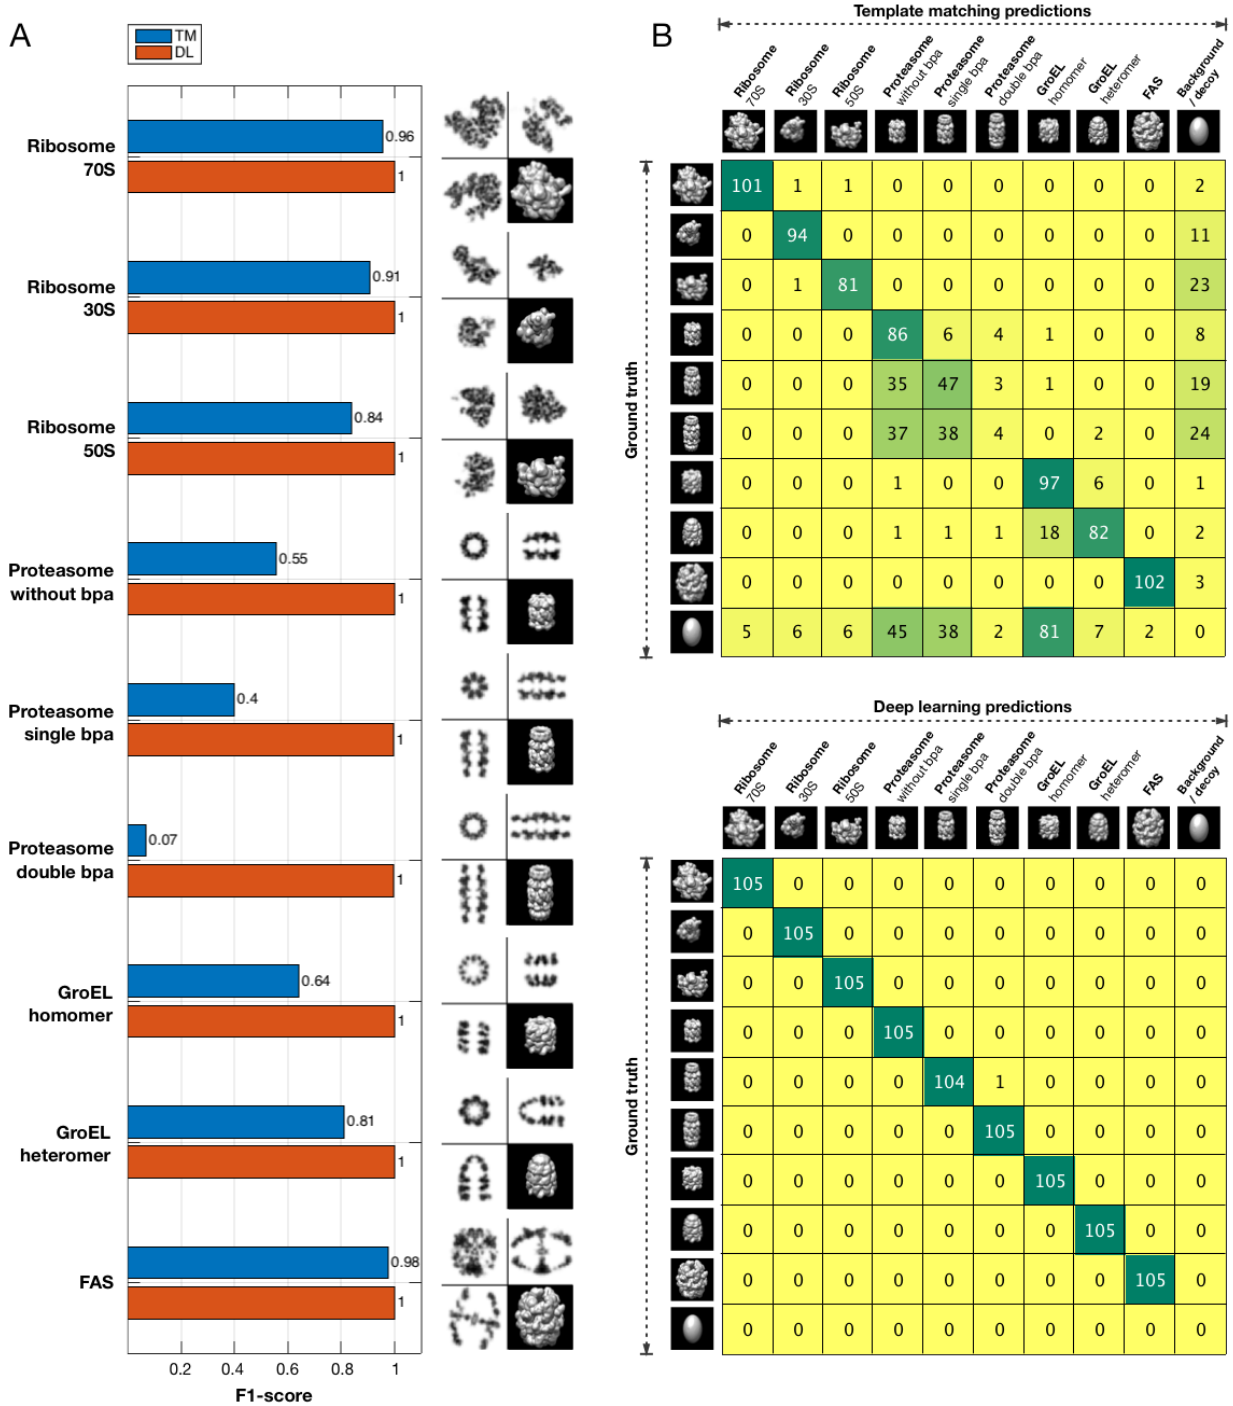 A
TM
DL
Ribosome
70S
0.96
1
Ribosome
30S
0.91
1
Ribosome
50S
0.84
1
Proteasome
without bpa
0.55
1
Proteasome
single bpa
0.4
1
Proteasome
double bpa
0.07
1
GroEL
homomer
0.64
1
GroEL
heteromer
0.81
1
FAS
0.98
1
0.2 0.4 0.6 0.8 1
F1-score
B
Template matching predictions
Ribosome
70S
Ribosome
30S
Ribosome
50S
Proteasome
without bpa
Proteasome
single bpa
Proteasome
double bpa
GroEL
homomer
GroEL
heteromer
FAS
Background
/ decoy
Ground truth
101 1 1 0 0 0 0 0 0 2
0 94 0 0 0 0 0 0 0 11
0 1 81 0 0 0 0 0 0 23
0 0 0 86 6 4 1 0 0 8
0 0 0 35 47 3 1 0 0 19
0 0 0 37 38 4 0 2 0 24
0 0 0 1 0 0 97 6 0 1
0 0 0 1 1 1 18 82 0 2
0 0 0 0 0 0 0 0 102 3
5 6 6 45 38 2 81 7 2 0
Deep learning predictions
Ribosome
70S
Ribosome
30S
Ribosome
50S
Proteasome
without bpa
Proteasome
single bpa
Proteasome
double bpa
GroEL
homomer
GroEL
heteromer
FAS
Background
/ decoy
Ground truth
105 0 0 0 0 0 0 0 0 0
0 105 0 0 0 0 0 0 0 0
0 0 105 0 0 0 0 0 0 0
0 0 0 105 0 0 0 0 0 0
0 0 0 0 104 1 0 0 0 0
0 0 0 0 0 105 0 0 0 0
0 0 0 0 0 0 105 0 0 0
0 0 0 0 0 0 0 105 0 0
0 0 0 0 0 0 0 0 105 0
0 0 0 0 0 0 0 0 0 0